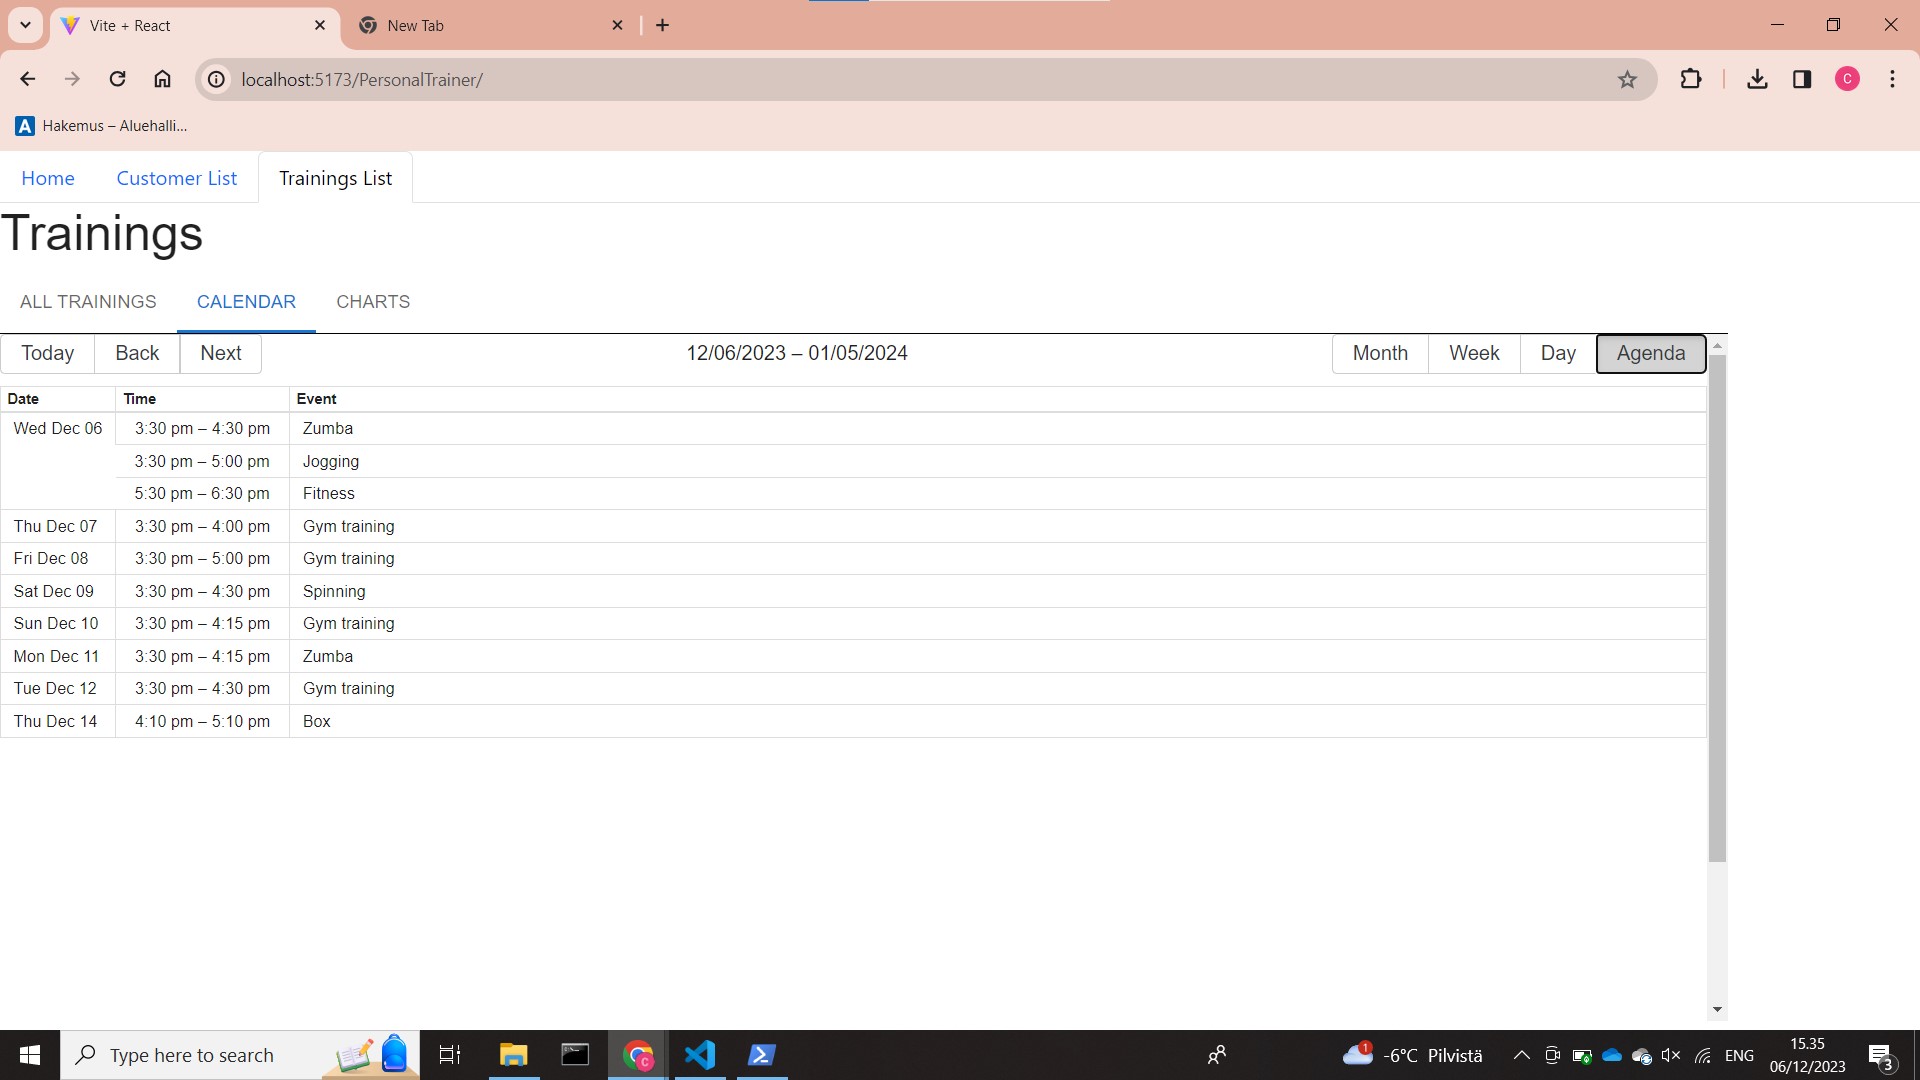 Vite + React
New Tab
localhost:5173/PersonalTrainer/
C
A Hakemus – Aluehalli...
Home Customer List Trainings List
Trainings
ALL TRAININGS CALENDAR CHARTS
Today Back Next 12/06/2023 – 01/05/2024 Month Week Day Agenda
Date Time Event
Wed Dec 06 3:30 pm – 4:30 pm Zumba
3:30 pm – 5:00 pm Jogging
5:30 pm – 6:30 pm Fitness
Thu Dec 07 3:30 pm – 4:00 pm Gym training
Fri Dec 08 3:30 pm – 5:00 pm Gym training
Sat Dec 09 3:30 pm – 4:30 pm Spinning
Sun Dec 10 3:30 pm – 4:15 pm Gym training
Mon Dec 11 3:30 pm – 4:15 pm Zumba
Tue Dec 12 3:30 pm – 4:30 pm Gym training
Thu Dec 14 4:10 pm – 5:10 pm Box
Type here to search
C
1
-6°C Pilvistä
ENG
15.35
06/12/2023
3